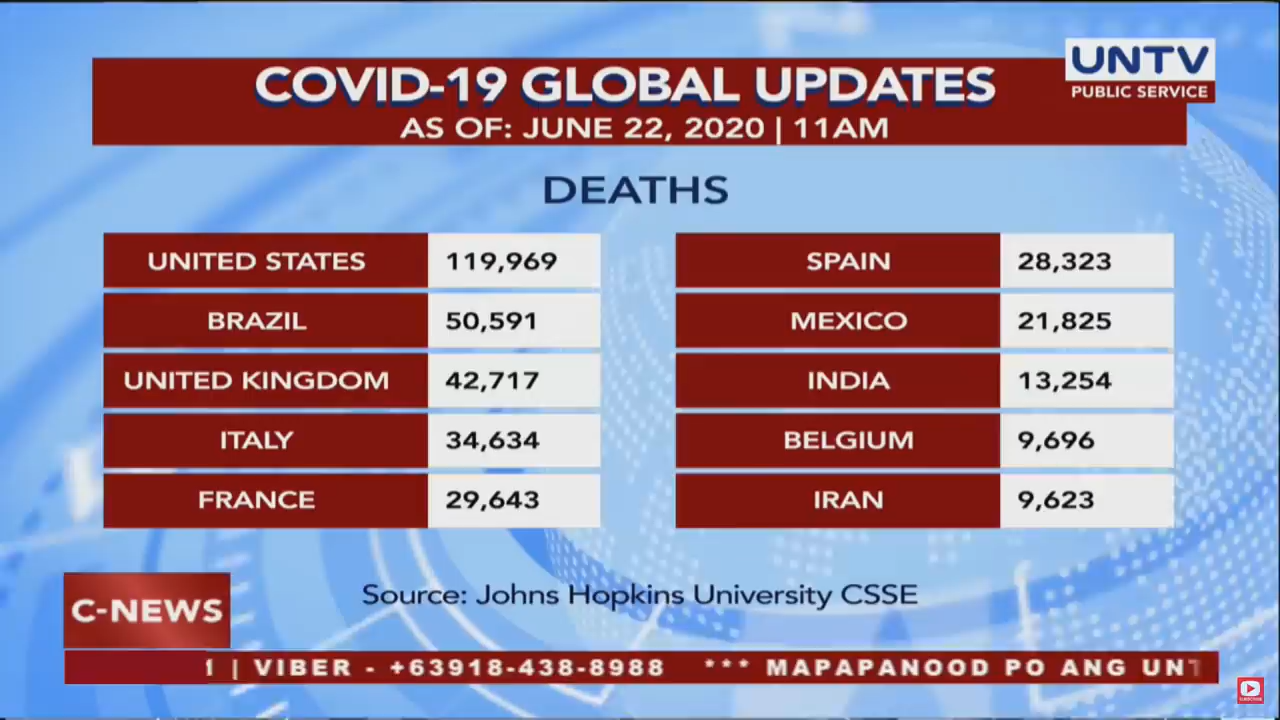 COVID-19 GLOBAL UPDATES
AS OF: JUNE 22, 2020 | 11AM
UNTV
PUBLIC SERVICE
DEATHS
UNITED STATES 119,969
BRAZIL 50,591
UNITED KINGDOM 42,717
ITALY 34,634
FRANCE 29,643
SPAIN 28,323
MEXICO 21,825
INDIA 13,254
BELGIUM 9,696
IRAN 9,623
Source: Johns Hopkins University CSSE
C-NEWS
| VIBER - +63918-438-8988 *** MAPAPANOOD PO ANG UNT
SUBSCRIBE